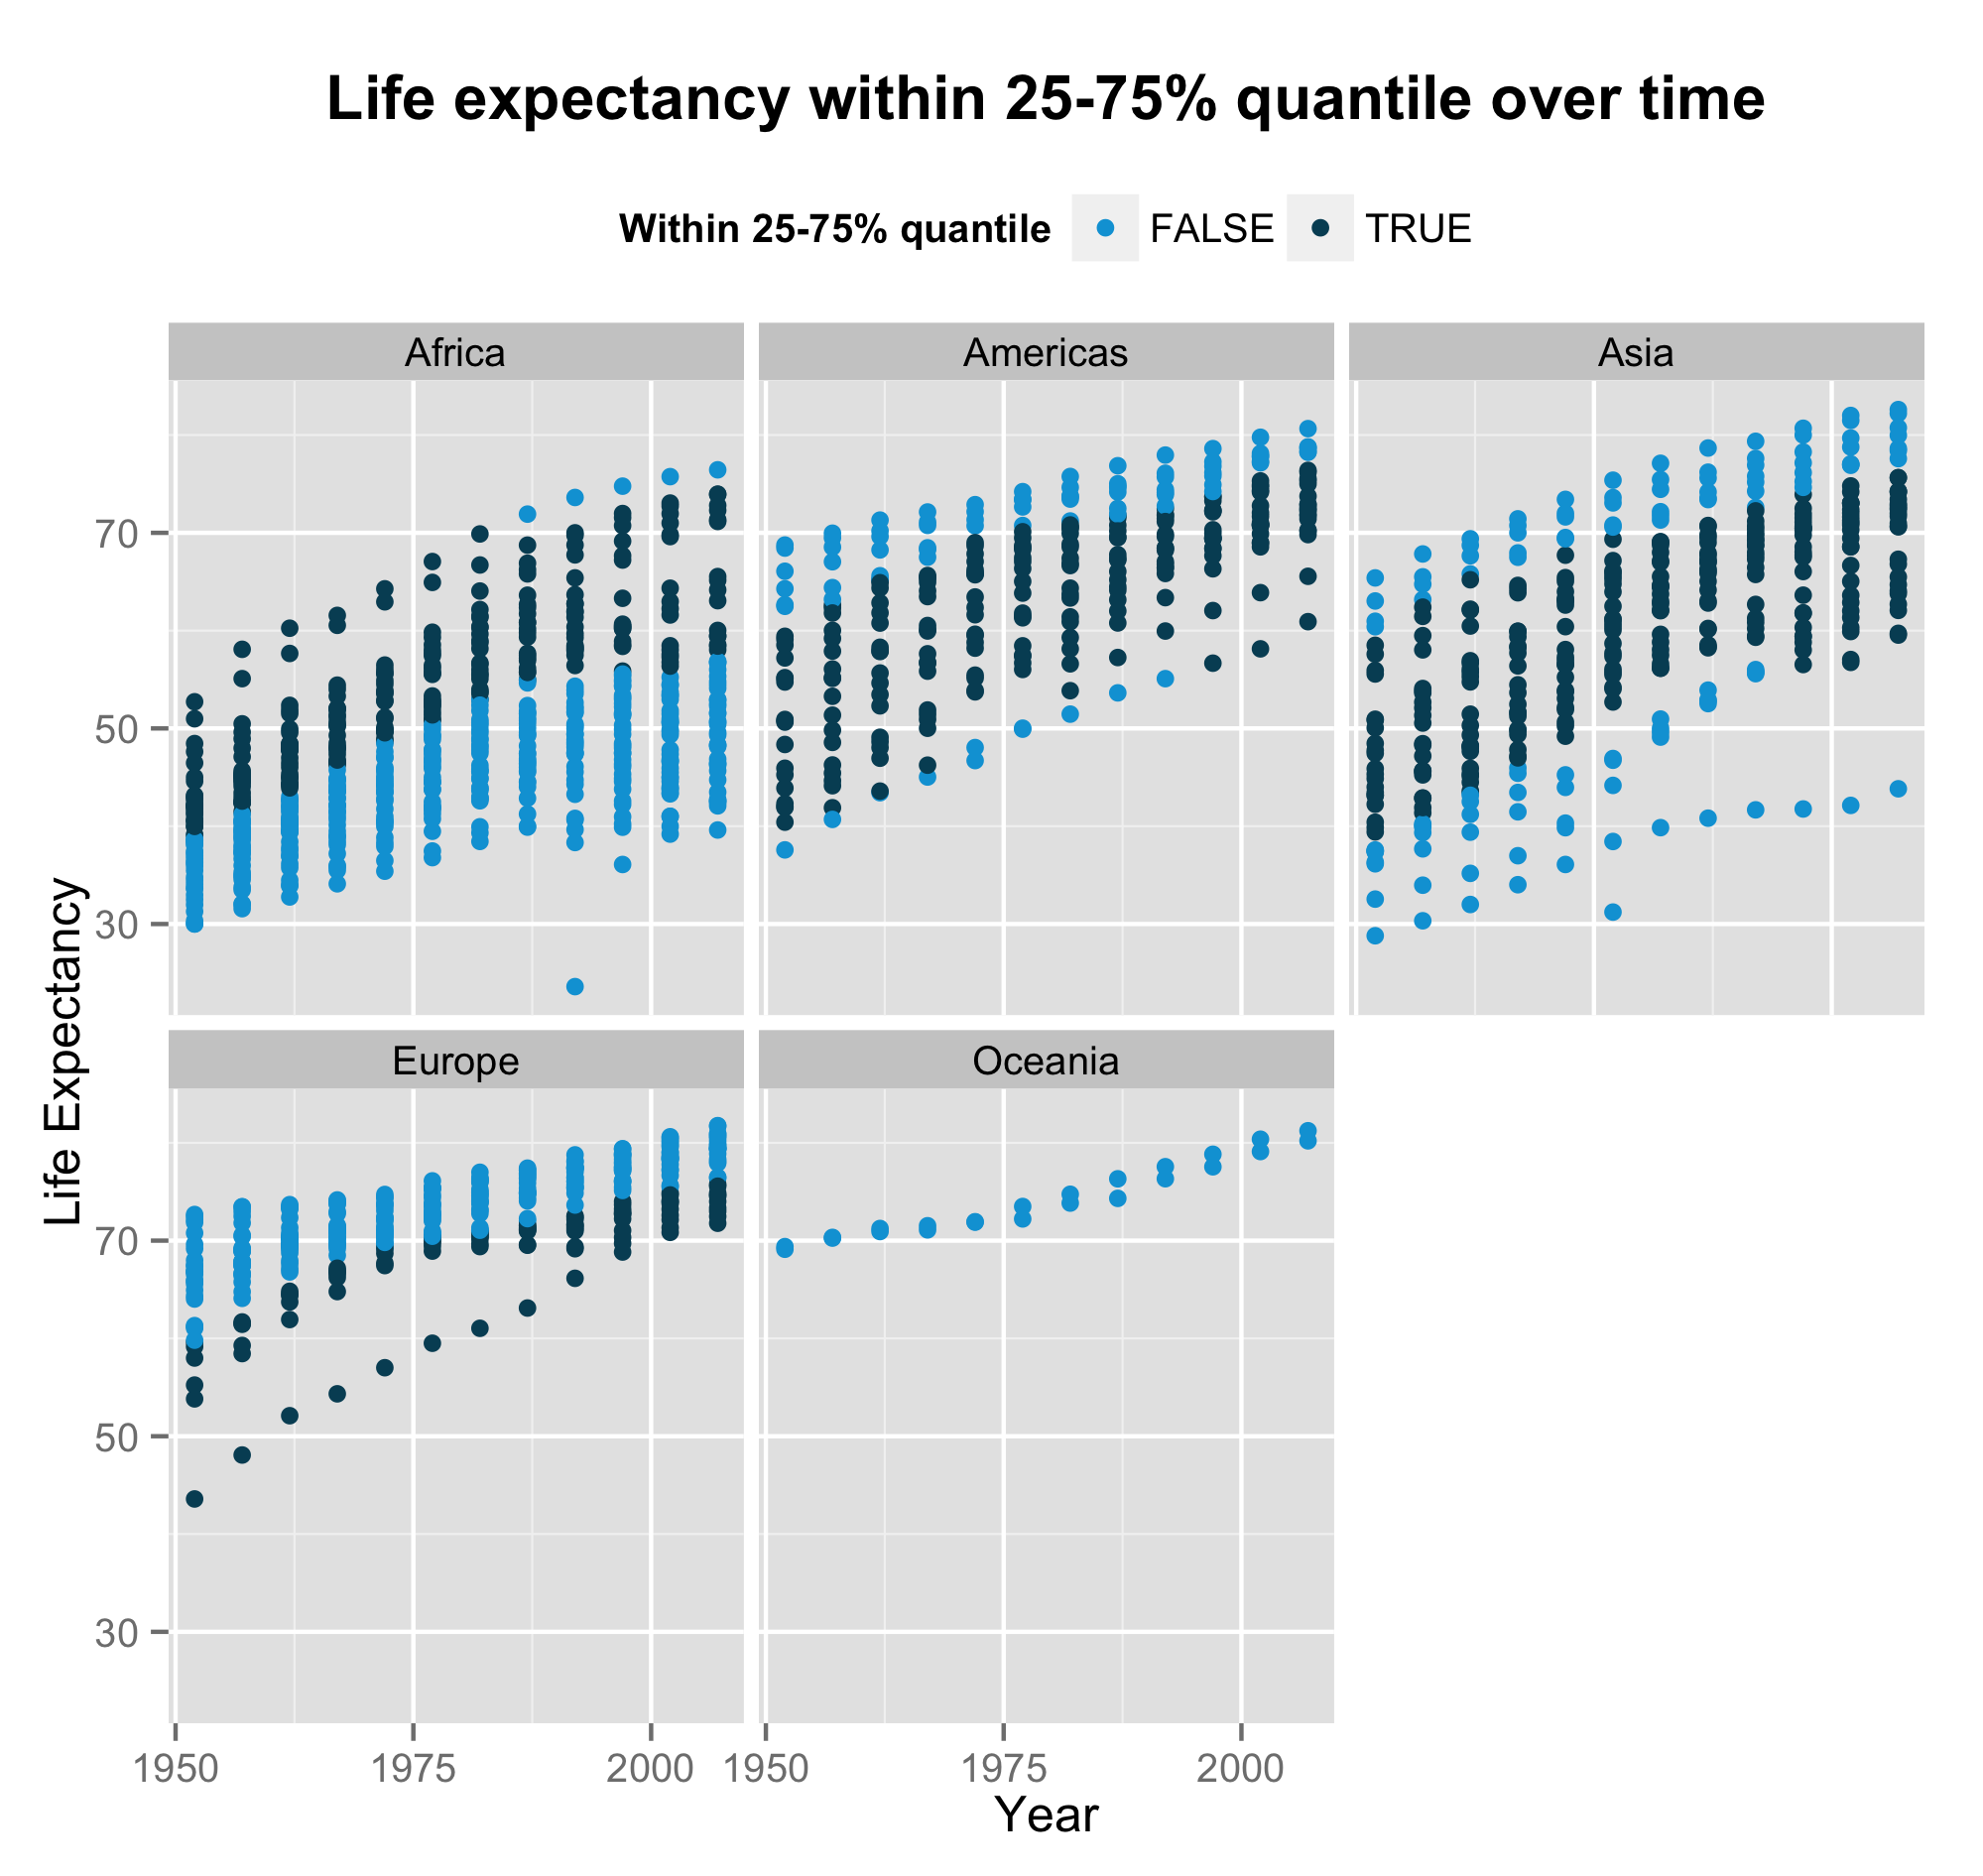 Life expectancy within 25-75% quantile over time
Within 25-75% quantile FALSE TRUE
Africa Americas Asia
70
50
30
Life Expectancy
Europe Oceania
70
50
30
1950 1975 2000 1950 1975 2000
Year